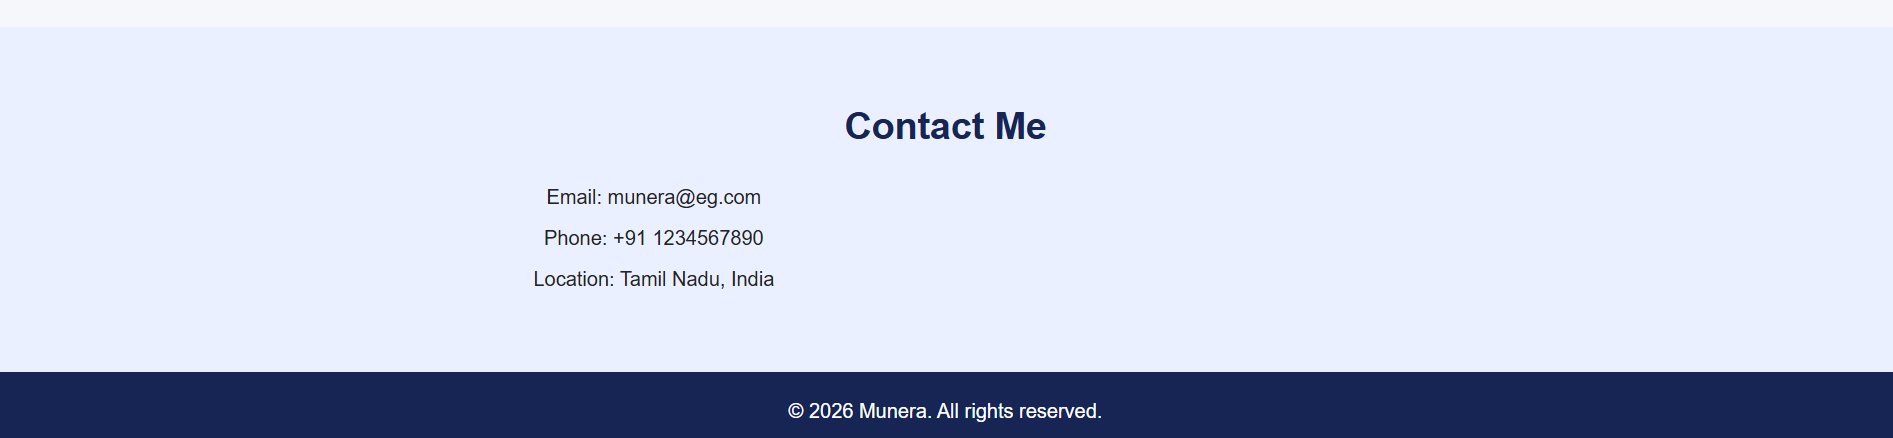 Contact Me
Email: munera@eg.com
Phone: +91 1234567890
Location: Tamil Nadu, India
© 2026 Munera. All rights reserved.